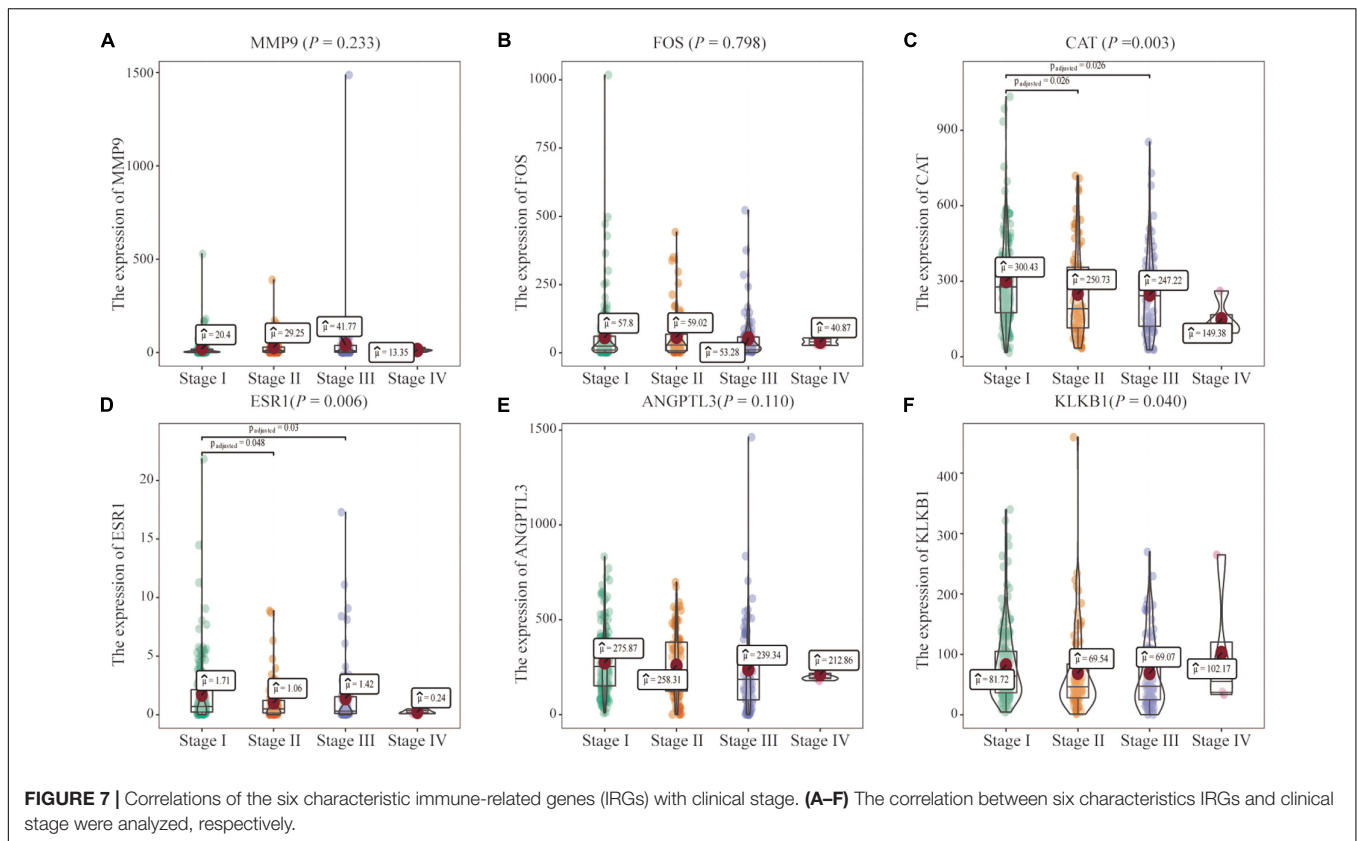 A
MMP9 (P = 0.233)
The expression of MMP9
1500
1000
500
0
μ̂ = 20.4
μ̂ = 29.25
μ̂ = 41.77
μ̂ = 13.35
Stage I Stage II Stage III Stage IV
B
FOS (P = 0.798)
The expression of FOS
1000
750
500
250
0
μ̂ = 57.8
μ̂ = 59.02
μ̂ = 53.28
μ̂ = 40.87
Stage I Stage II Stage III Stage IV
C
CAT (P =0.003)
The expression of CAT
900
600
300
0
p adjusted = 0.026
p adjusted = 0.026
μ̂ = 300.43
μ̂ = 250.73
μ̂ = 247.22
μ̂ = 149.38
Stage I Stage II Stage III Stage IV
D
ESR1(P = 0.006)
The expression of ESR1
20
15
10
5
0
p adjusted = 0.03
p adjusted = 0.048
μ̂ = 1.71
μ̂ = 1.06
μ̂ = 1.42
μ̂ = 0.24
Stage I Stage II Stage III Stage IV
E
ANGPTL3(P = 0.110)
The expression of ANGPTL3
1500
1000
500
0
μ̂ = 275.87
μ̂ = 258.31
μ̂ = 239.34
μ̂ = 212.86
Stage I Stage II Stage III Stage IV
F
KLKB1(P = 0.040)
The expression of KLKB1
400
300
200
100
0
μ̂ = 81.72
μ̂ = 69.54
μ̂ = 69.07
μ̂ = 102.17
Stage I Stage II Stage III Stage IV
FIGURE 7 | Correlations of the six characteristic immune-related genes (IRGs) with clinical stage. (A–F) The correlation between six characteristics IRGs and clinical
stage were analyzed, respectively.